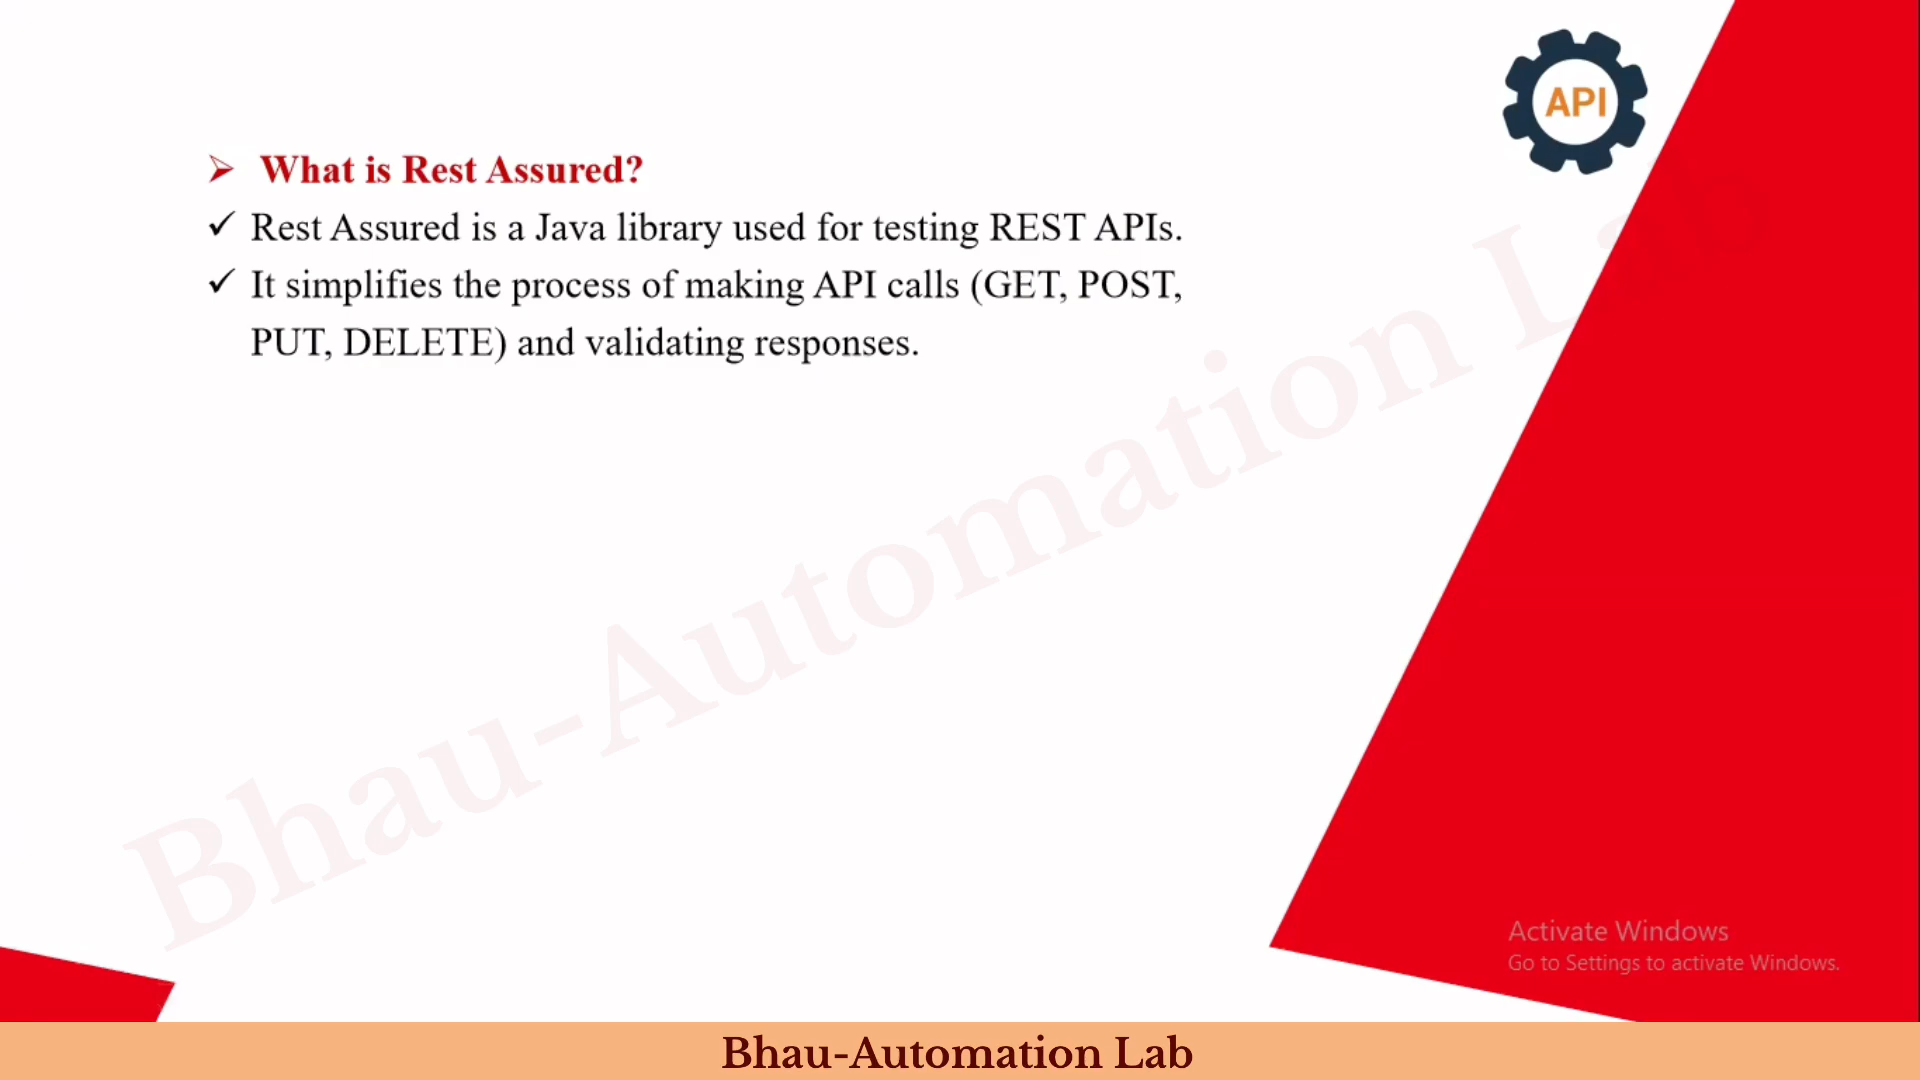 API
➢ What is Rest Assured?
✓ Rest Assured is a Java library used for testing REST APIs.
✓ It simplifies the process of making API calls (GET, POST,
PUT, DELETE) and validating responses.
Bhau-Automation Lab
Activate Windows
Go to Settings to activate Windows.
Bhau-Automation Lab